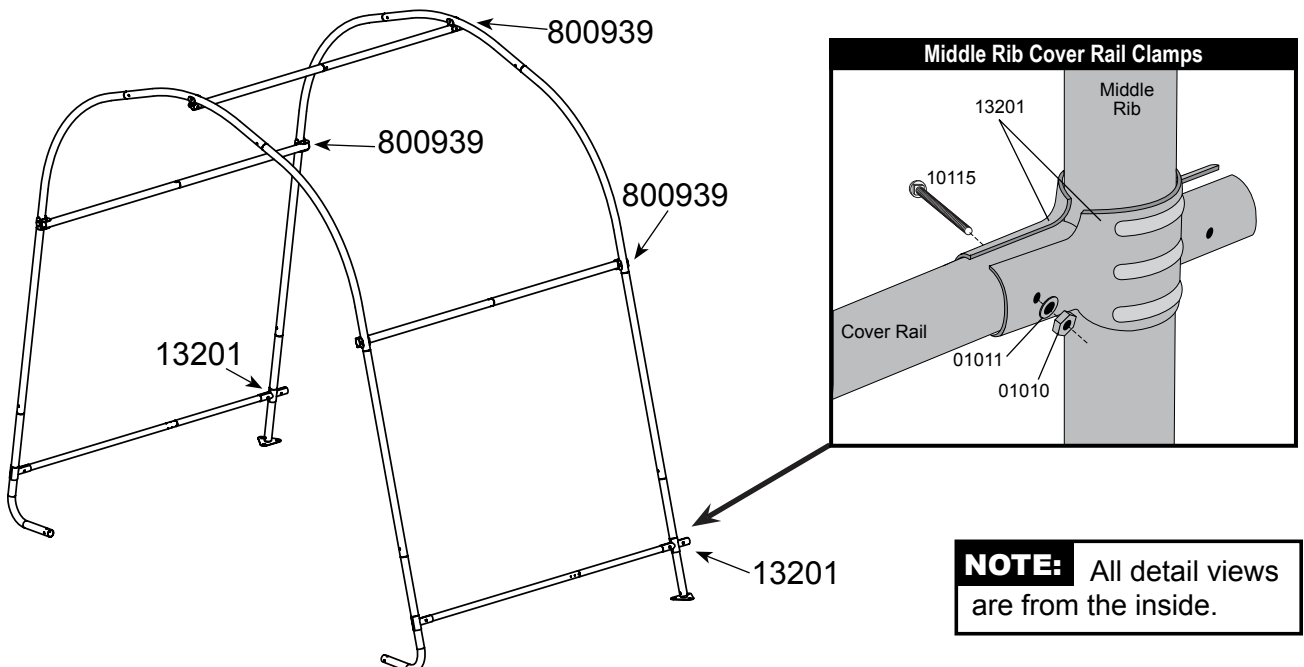 800939
800939
800939
13201
13201
Middle Rib Cover Rail Clamps
Middle
Rib
13201
10115
Cover Rail
01011
01010
NOTE: All detail views
are from the inside.